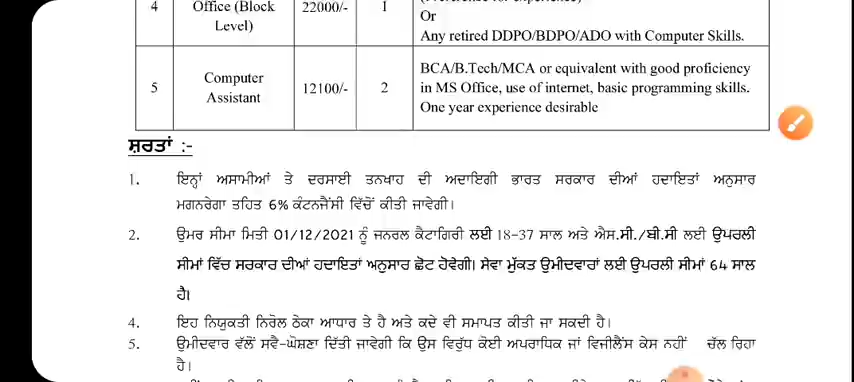 4 Office (Block 22000/- 1
Level)
Or
Any retired DDPO/BDPO/ADO with Computer Skills.
5 Computer Assistant 12100/- 2 BCA/B.Tech/MCA or equivalent with good proficiency
in MS Office, use of internet, basic programming skills.
One year experience desirable
ਸ਼ਰਤਾਂ :-
1. ਇਨ੍ਹਾਂ ਅਸਾਮੀਆਂ ਤੇ ਦਰਸਾਈ ਤਨਖਾਹ ਦੀ ਅਦਾਇਗੀ ਭਾਰਤ ਸਰਕਾਰ ਦੀਆਂ ਹਦਾਇਤਾਂ ਅਨੁਸਾਰ
ਮਗਨਰੇਗਾ ਤਹਿਤ 6% ਕੰਟਨਜੈਂਸੀ ਵਿੱਚੋਂ ਕੀਤੀ ਜਾਵੇਗੀ।
2. ਉਮਰ ਸੀਮਾ ਮਿਤੀ 01/12/2021 ਨੂੰ ਜਨਰਲ ਕੈਟਾਗਿਰੀ ਲਈ 18-37 ਸਾਲ ਅਤੇ ਐਸ.ਸੀ./ਬੀ.ਸੀ ਲਈ ਉਪਰਲੀ
ਸੀਮਾਂ ਵਿੱਚ ਸਰਕਾਰ ਦੀਆਂ ਹਦਾਇਤਾਂ ਅਨੁਸਾਰ ਛੋਟ ਹੋਵੇਗੀ। ਸੇਵਾ ਮੁੱਕਤ ਉਮੀਦਵਾਰਾਂ ਲਈ ਉਪਰਲੀ ਸੀਮਾਂ 64 ਸਾਲ
ਹੈ।
4. ਇਹ ਨਿਯੁਕਤੀ ਨਿਰੋਲ ਠੇਕਾ ਆਧਾਰ ਤੇ ਹੈ ਅਤੇ ਕਦੇ ਵੀ ਸਮਾਪਤ ਕੀਤੀ ਜਾ ਸਕਦੀ ਹੈ।
5. ਉਮੀਦਵਾਰ ਵੱਲੋਂ ਸਵੈ-ਘੋਸ਼ਣਾ ਦਿੱਤੀ ਜਾਵੇਗੀ ਕਿ ਉਸ ਵਿਰੁੱਧ ਕੋਈ ਅਪਰਾਧਿਕ ਜਾਂ ਵਿਜੀਲੈਂਸ ਕੇਸ ਨਹੀਂ ਚੱਲ ਰਿਹਾ
ਹੈ।